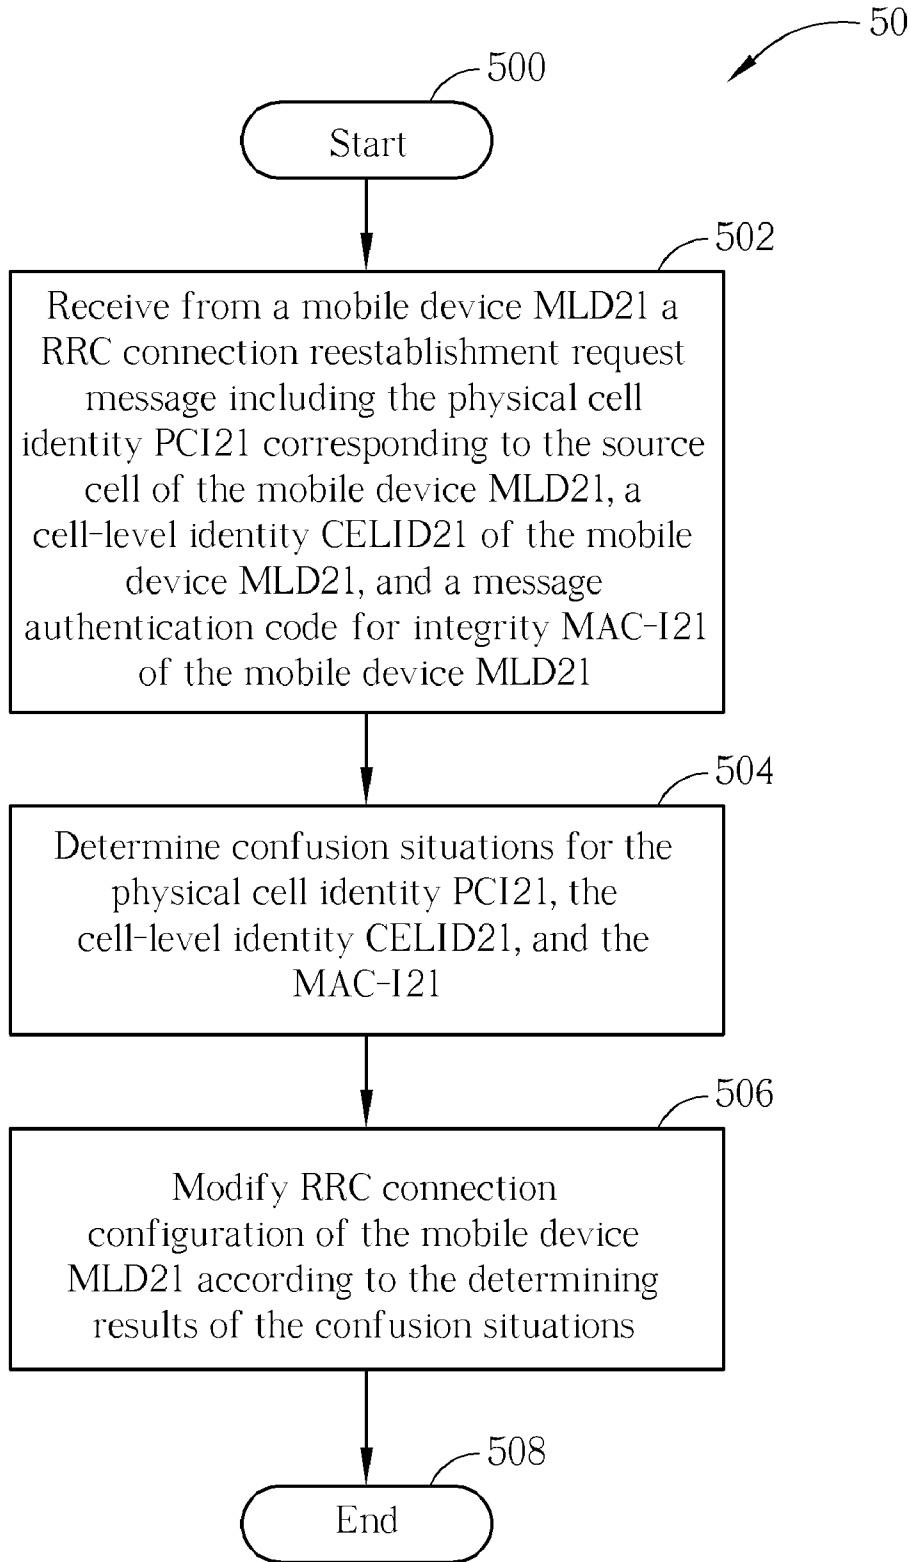 50
500
Start
502
Receive from a mobile device MLD21 a
RRC connection reestablishment request
message including the physical cell
identity PCI21 corresponding to the source
cell of the mobile device MLD21, a
cell-level identity CELID21 of the mobile
device MLD21, and a message
authentication code for integrity MAC-I21
of the mobile device MLD21
504
Determine confusion situations for the
physical cell identity PCI21, the
cell-level identity CELID21, and the
MAC-I21
506
Modify RRC connection
configuration of the mobile device
MLD21 according to the determining
results of the confusion situations
508
End